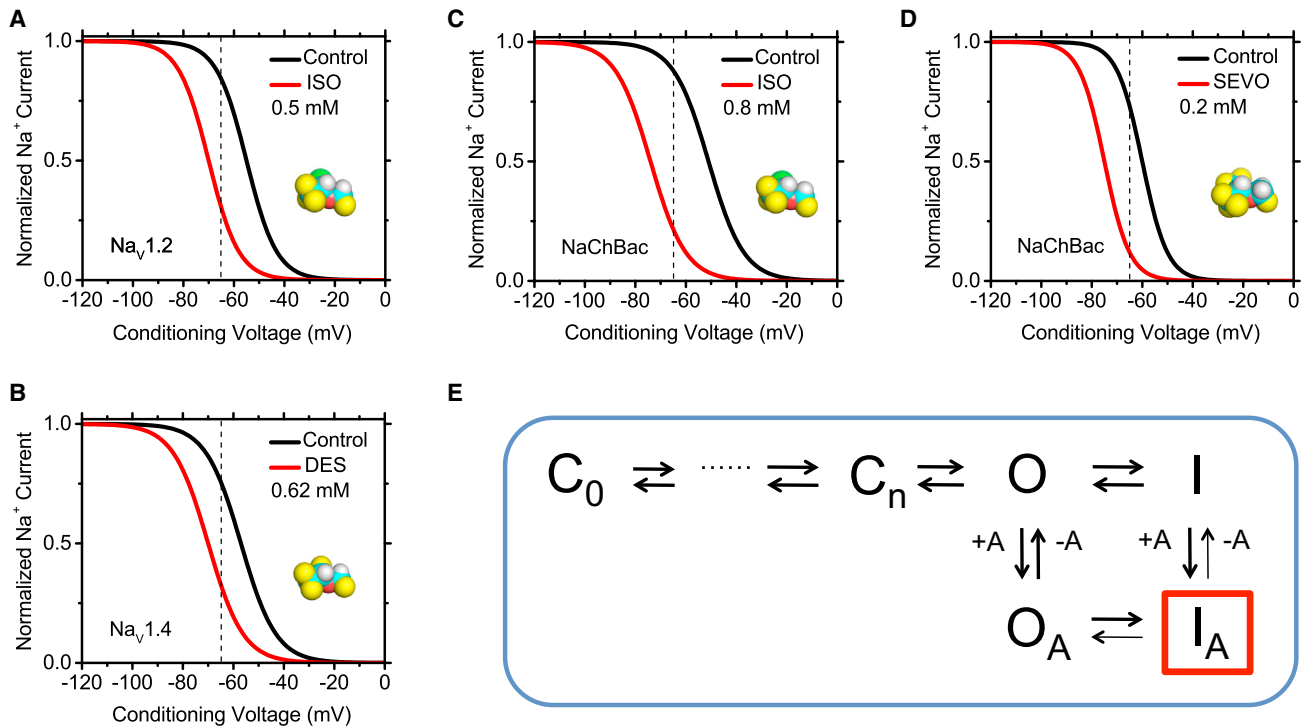 A
Normalized Na+ Current
1.0
0.5
0.0
Control
ISO
0.5 mM
NaV1.2
-120 -100 -80 -60 -40 -20 0
Conditioning Voltage (mV)
C
Normalized Na+ Current
1.0
0.5
0.0
Control
ISO
0.8 mM
NaChBac
-120 -100 -80 -60 -40 -20 0
Conditioning Voltage (mV)
D
Normalized Na+ Current
1.0
0.5
0.0
Control
SEVO
0.2 mM
NaChBac
-120 -100 -80 -60 -40 -20 0
Conditioning Voltage (mV)
B
Normalized Na+ Current
1.0
0.5
0.0
Control
DES
0.62 mM
NaV1.4
-120 -100 -80 -60 -40 -20 0
Conditioning Voltage (mV)
E
C0 ...... Cn O I
+A -A +A -A
OA IA